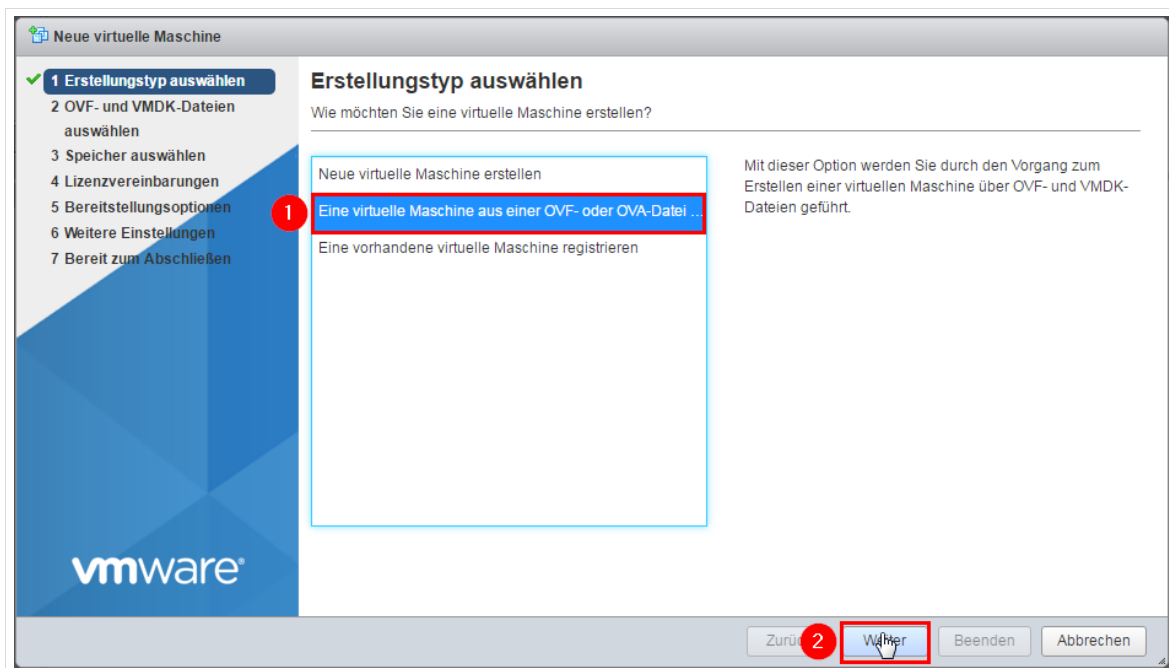 Neue virtuelle Maschine
1 Erstellungstyp auswählen
2 OVF- und VMDK-Dateien
auswählen
3 Speicher auswählen
4 Lizenzvereinbarungen
5 Bereitstellungsoptionen
6 Weitere Einstellungen
7 Bereit zum Abschließen
vmware®
Erstellungstyp auswählen
Wie möchten Sie eine virtuelle Maschine erstellen?
Neue virtuelle Maschine erstellen
1
Eine virtuelle Maschine aus einer OVF- oder OVA-Datei ...
Eine vorhandene virtuelle Maschine registrieren
Mit dieser Option werden Sie durch den Vorgang zum
Erstellen einer virtuellen Maschine über OVF- und VMDK-
Dateien geführt.
2
Weiter
Beenden
Abbrechen